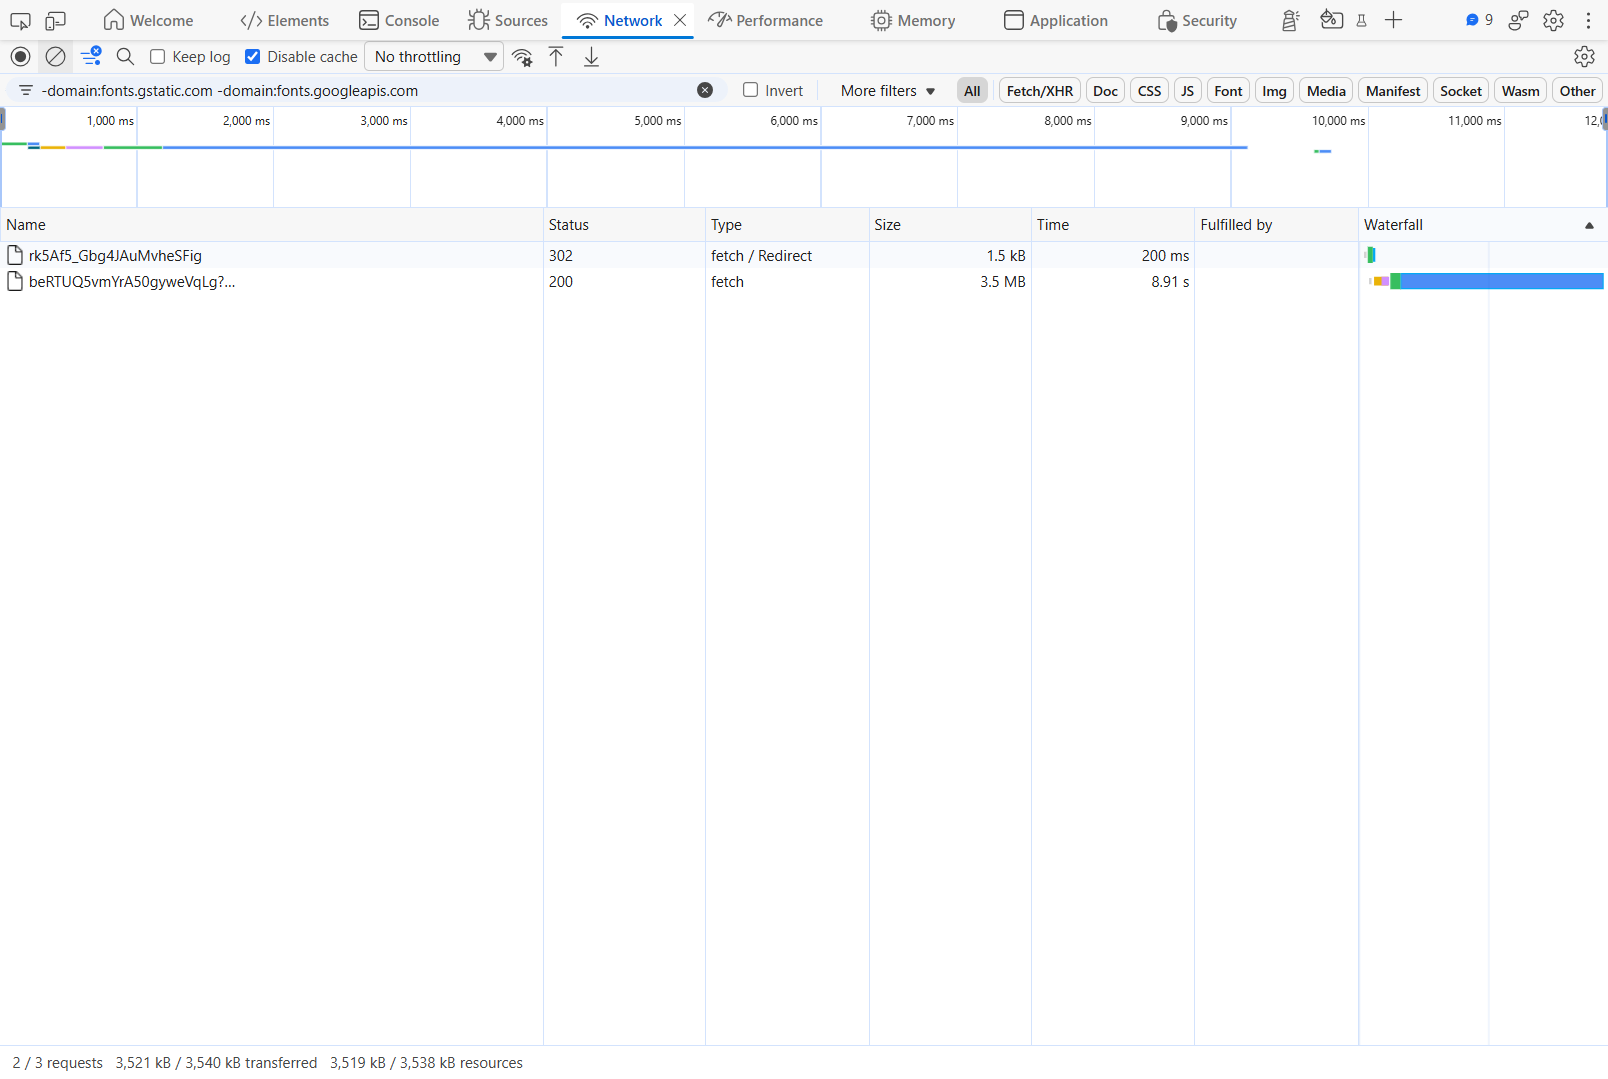 Welcome Elements Console Sources Network Performance Memory Application Security 9
Keep log Disable cache No throttling
-domain:fonts.gstatic.com -domain:fonts.googleapis.com Invert More filters All Fetch/XHR Doc CSS JS Font Img Media Manifest Socket Wasm Other
1,000 ms 2,000 ms 3,000 ms 4,000 ms 5,000 ms 6,000 ms 7,000 ms 8,000 ms 9,000 ms 10,000 ms 11,000 ms
Name Status Type Size Time Fulfilled by Waterfall
rk5Af5_Gbg4JAuMvheSFig 302 fetch / Redirect 1.5 kB 200 ms
beRTUQ5vmYrA50gyweVqLg?... 200 fetch 3.5 MB 8.91 s
2 / 3 requests 3,521 kB / 3,540 kB transferred 3,519 kB / 3,538 kB resources